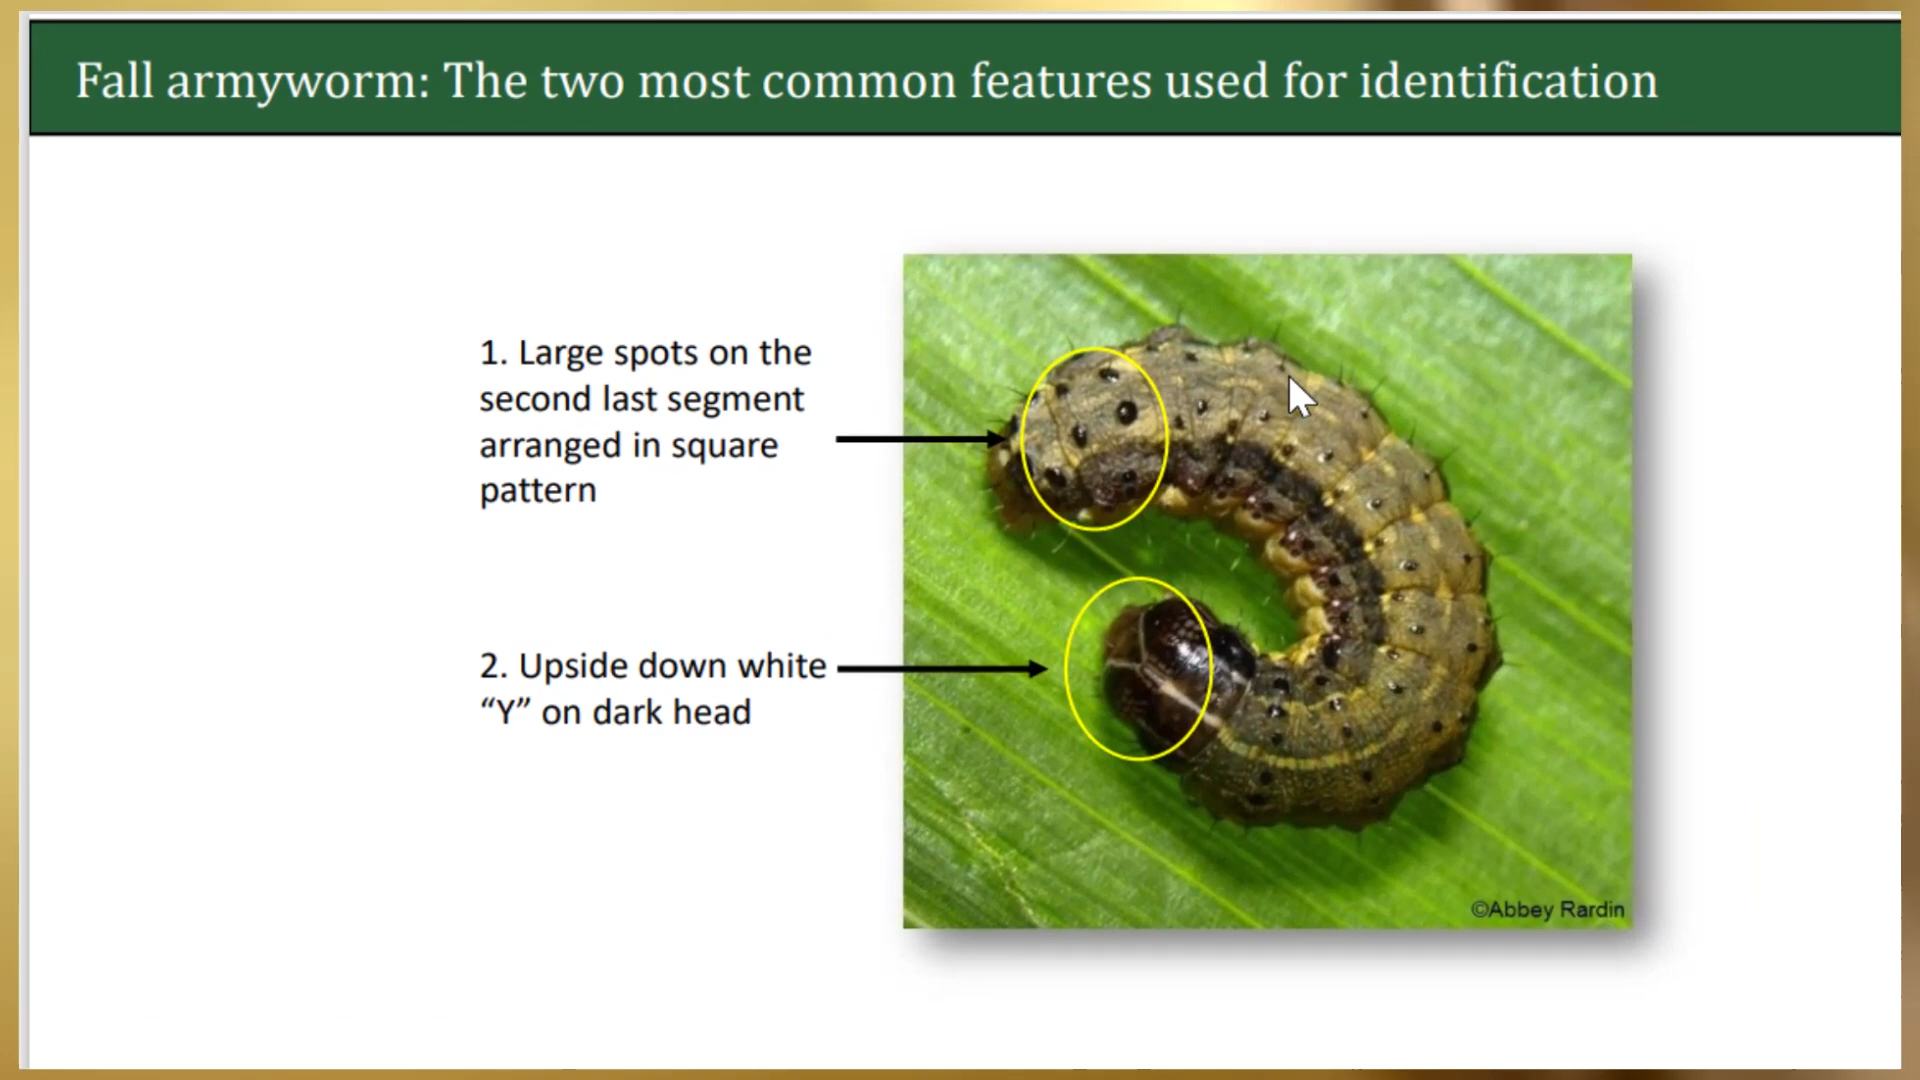 Fall armyworm: The two most common features used for identification
1. Large spots on the
second last segment
arranged in square
pattern
2. Upside down white
“Y” on dark head
©Abbey Rardin